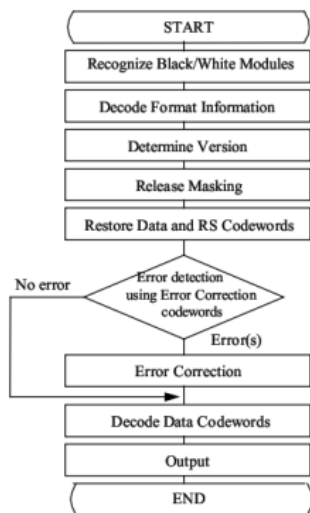 START
Recognize Black/White Modules
Decode Format Information
Determine Version
Release Masking
Restore Data and RS Codewords
Error detection
No error
using Error Correction
codewords
Error(s)
Error Correction
Decode Data Codewords
Output
END